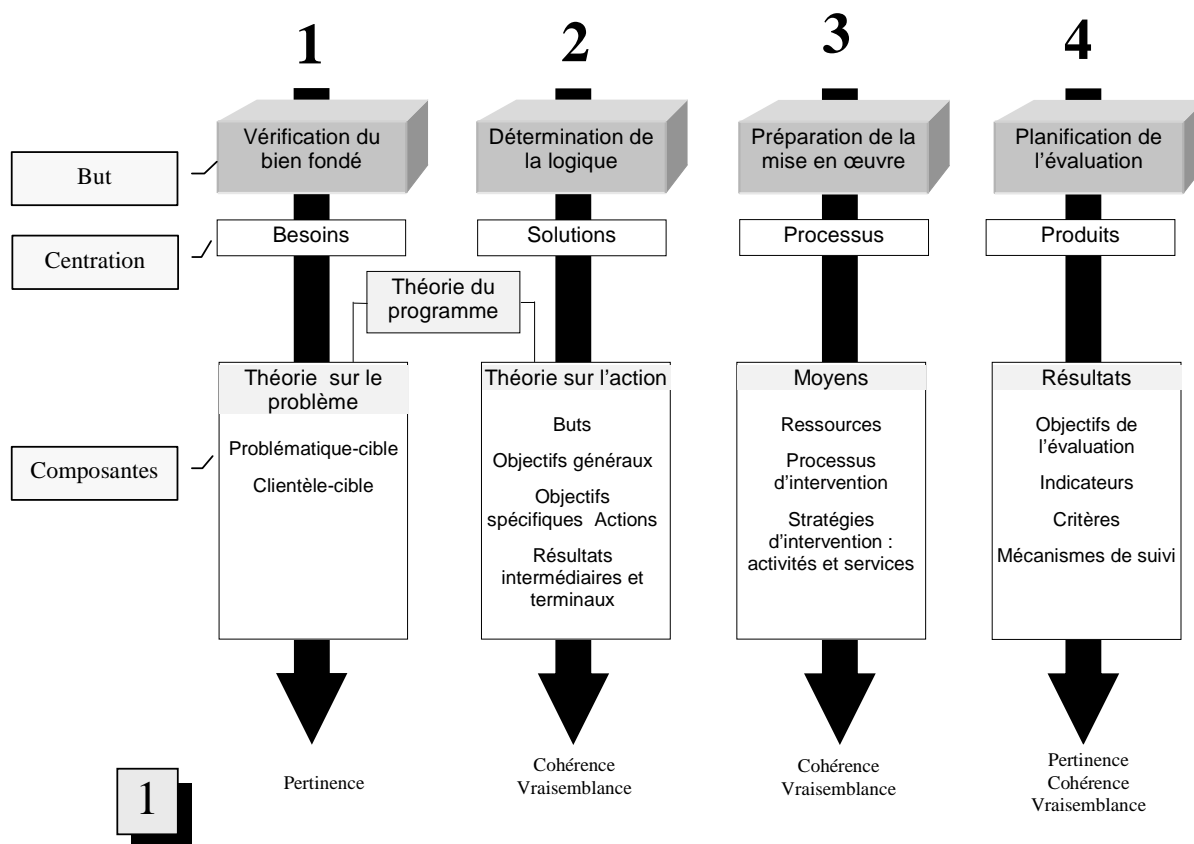 1
2
3
4
Vérification du
bien fondé
Détermination de
la logique
Préparation de la
mise en œuvre
Planification de
l'évaluation
But
Besoins
Solutions
Processus
Produits
Centration
Théorie du
programme
Théorie sur le
problème
Théorie sur l'action
Moyens
Résultats
Composantes
Problématique-cible
Clientèle-cible
Buts
Objectifs généraux
Objectifs
spécifiques Actions
Résultats
intermédiaires et
terminaux
Ressources
Processus
d'intervention
Stratégies
d'intervention :
activités et services
Objectifs de
l'évaluation
Indicateurs
Critères
Mécanismes de suivi
Pertinence
Cohérence
Vraisemblance
Cohérence
Vraisemblance
Pertinence
Cohérence
Vraisemblance
1